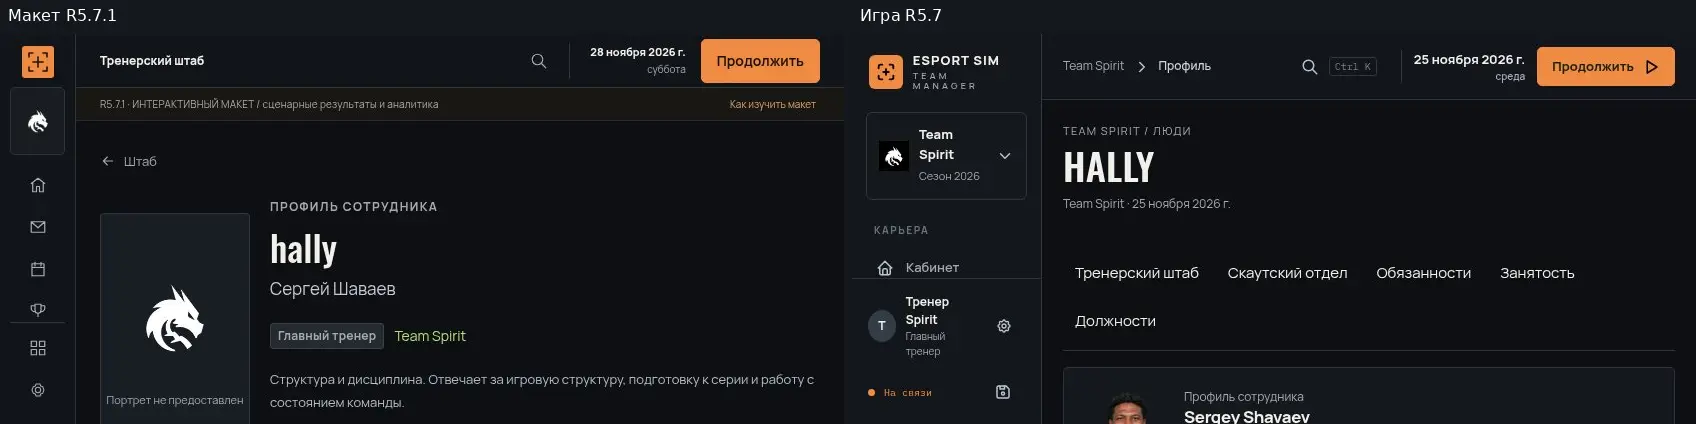 Макет R5.7.1
Тренерский штаб
28 ноября 2026 г.
суббота
Продолжить
R5.7.1 · ИНТЕРАКТИВНЫЙ МАКЕТ / сценарные результаты и аналитика
Как изучить макет
Штаб
ПРОФИЛЬ СОТРУДНИКА
hally
Сергей Шаваев
Главный тренер
Team Spirit
Портрет не предоставлен
Структура и дисциплина. Отвечает за игровую структуру, подготовку к серии и работу с
состоянием команды.
Игра R5.7
ESPORT SIM
TEAM
MANAGER
Team
Spirit
Сезон 2026
КАРЬЕРА
Кабинет
T
Тренер
Spirit
Главный
тренер
На связи
Team Spirit
Профиль
Ctrl K
25 ноября 2026 г.
среда
Продолжить
TEAM SPIRIT / ЛЮДИ
HALLY
Team Spirit · 25 ноября 2026 г.
Тренерский штаб
Скаутский отдел
Обязанности
Занятость
Должности
Профиль сотрудника
Sergey Shavaev